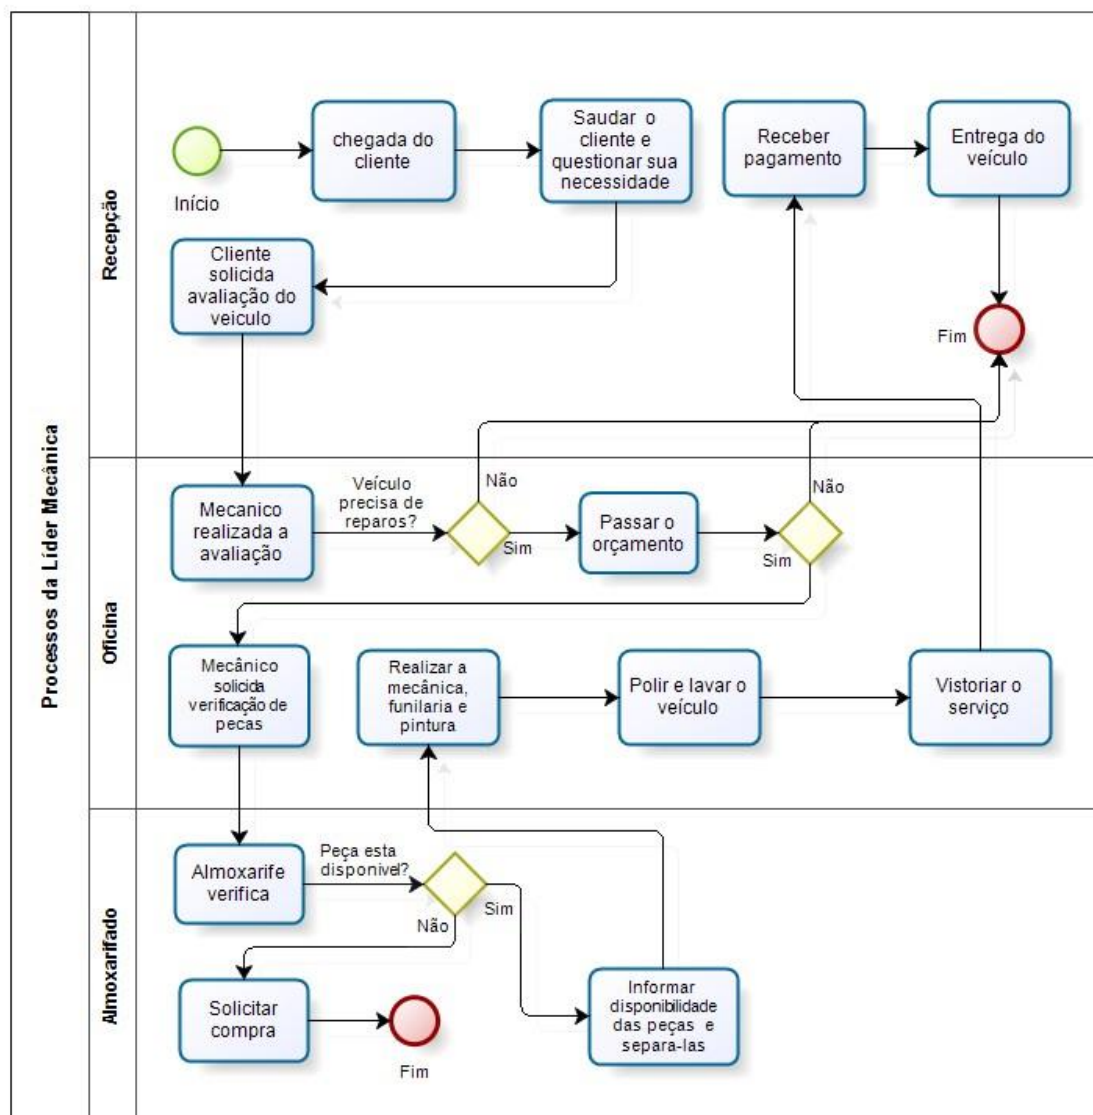 Processos da Líder Mecânica
Recepção
Início
chegada do
cliente
Saudar o
cliente e
questionar sua
necessidade
Receber
pagamento
Entrega do
veículo
Cliente
solicida
avaliação do
veiculo
Fim
Oficina
Mecanico
realizada a
avaliação
Veículo
precisa de
reparos?
Não
Sim
Passar o
orçamento
Não
Sim
Mecânico
solicida
verificação de
pecas
Realizar a
mecânica,
funilaria e
pintura
Polir e lavar o
veículo
Vistoriar o
serviço
Almoxarifado
Almoxarife
verifica
Peça esta
disponivel?
Não
Sim
Solicitar
compra
Fim
Informar
disponibilidade
das peças e
separa-las